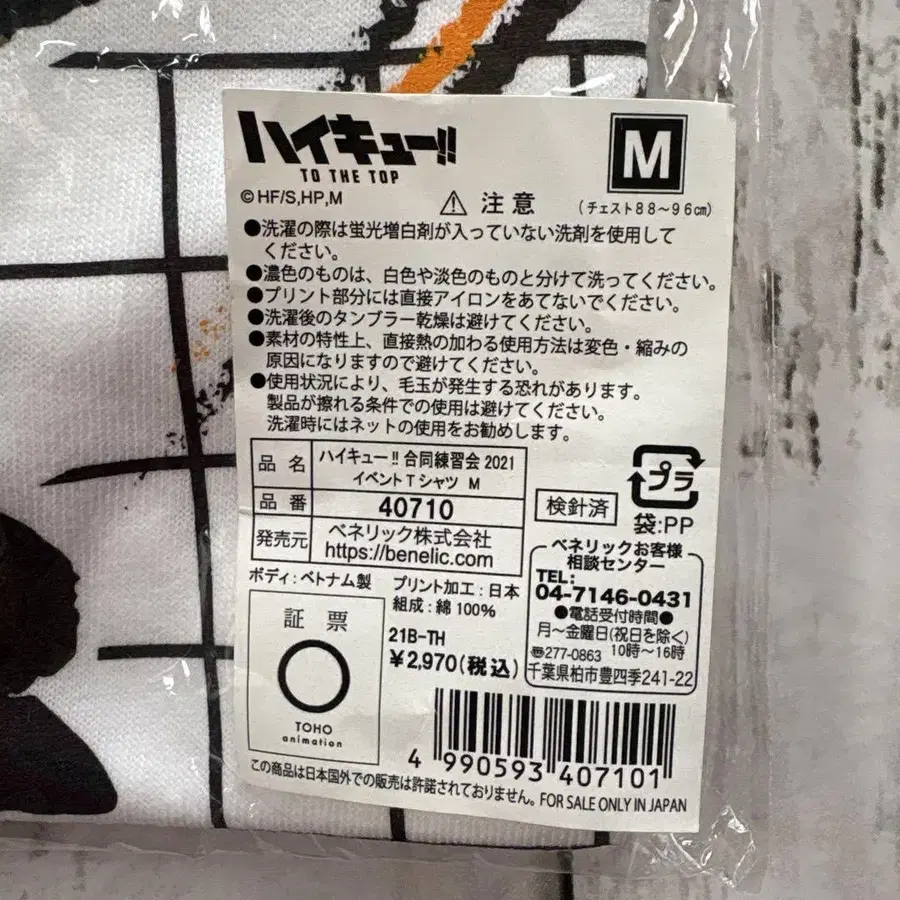 ハイキュー!!
TO THE TOP
M
©HF/S,HP,M
⚠ 注意
(チェスト88～96㎝)
●洗濯の際は蛍光増白剤が入っていない洗剤を使用して
ください。
●濃色のものは、白色や淡色のものと分けて洗ってください。
●プリント部分には直接アイロンをあてないでください。
●洗濯後のタンブラー乾燥は避けてください。
●素材の特性上、直接熱の加わる使用方法は変色・縮みの
原因になりますので避けてください。
●使用状況により、毛玉が発生する恐れがあります。
製品が擦れる条件での使用は避けてください。
洗濯時にはネットの使用をお勧めします。
品名 ハイキュー!! 合同練習会 2021
イベントTシャツ M
品番 40710
発売元 ベネリック株式会社
https://benelic.com
検針済
プラ
袋:PP
ボディ:ベトナム製
プリント加工:日本
組成:綿100%
証票
TOHO
animation
21B-TH
¥2,970(税込)
ベネリックお客様
相談センター
TEL:
04-7146-0431
●電話受付時間●
月～金曜日(祝日を除く)
10時～16時
〠277-0863
千葉県柏市豊四季241-22
4 990593 407101
この商品は日本国外での販売は許諾されておりません。 FOR SALE ONLY IN JAPAN